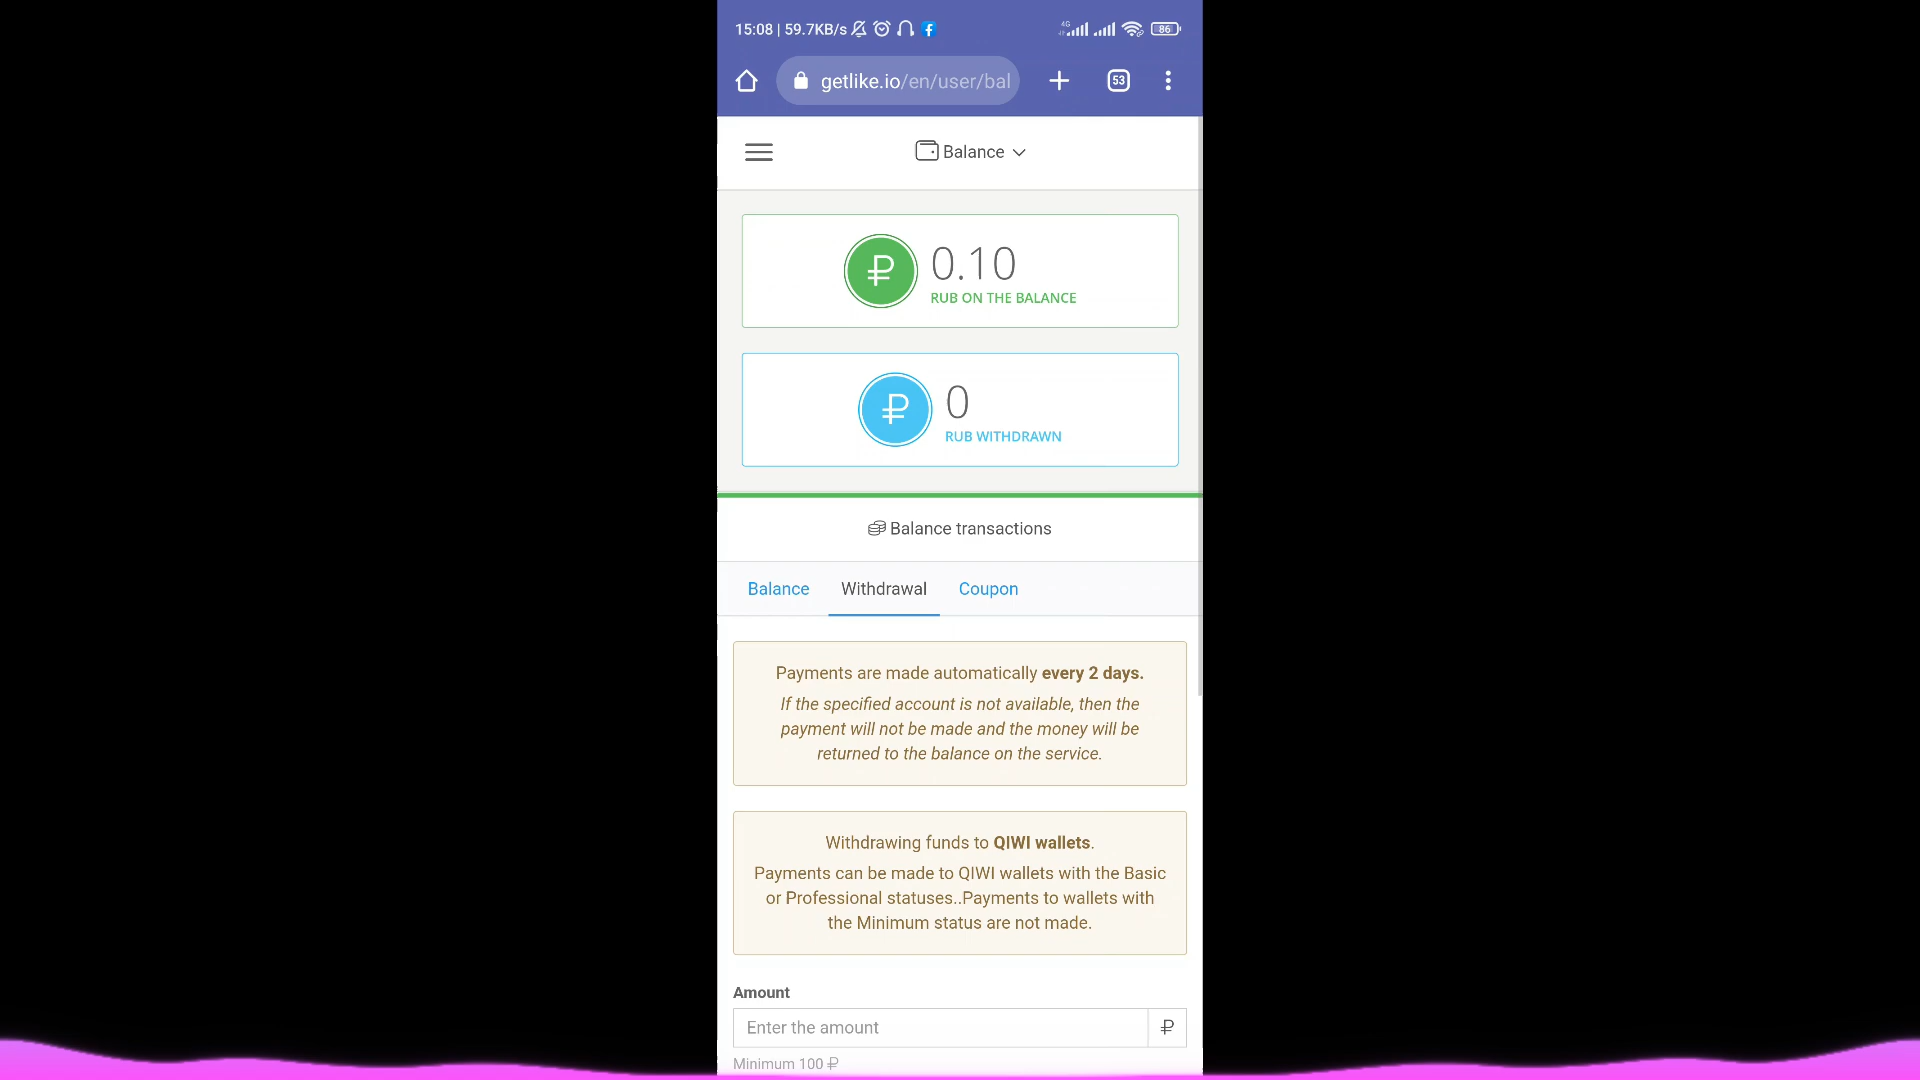 15:08 | 59.7KB/s
4G
86
getlike.io/en/user/bal
53
Balance
₽ 0.10
RUB ON THE BALANCE
₽ 0
RUB WITHDRAWN
Balance transactions
Balance Withdrawal Coupon
Payments are made automatically every 2 days.
If the specified account is not available, then the
payment will not be made and the money will be
returned to the balance on the service.
Withdrawing funds to QIWI wallets.
Payments can be made to QIWI wallets with the Basic
or Professional statuses..Payments to wallets with
the Minimum status are not made.
Amount
Enter the amount ₽
Minimum 100 ₽